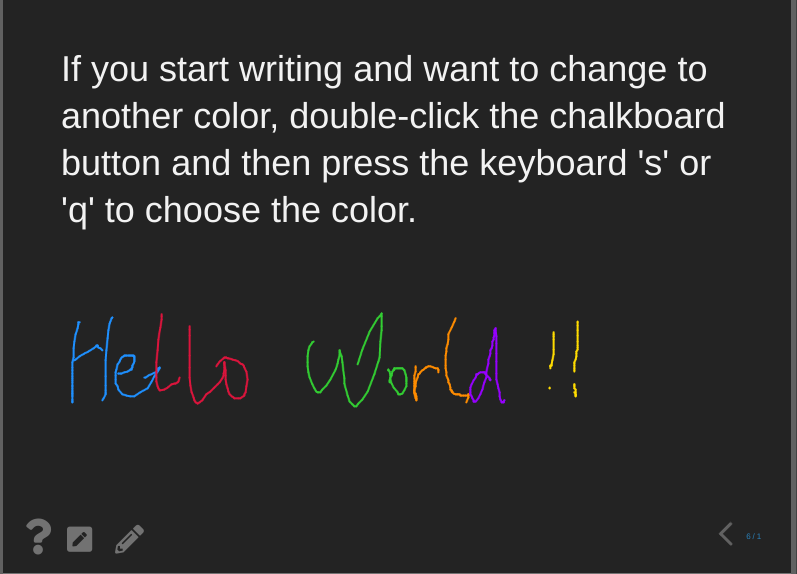 If you start writing and want to change to
another color, double-click the chalkboard
button and then press the keyboard 's' or
'q' to choose the color.
Hello World !!
6/1